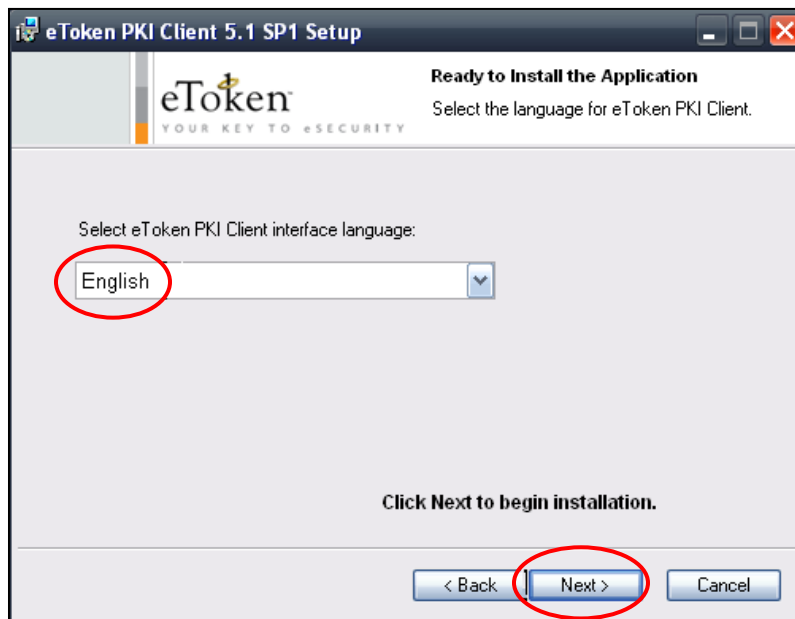 eToken PKI Client 5.1 SP1 Setup
eToken™
YOUR KEY TO eSECURITY
Ready to Install the Application
Select the language for eToken PKI Client.
Select eToken PKI Client interface language:
English
Click Next to begin installation.
< Back
Next >
Cancel